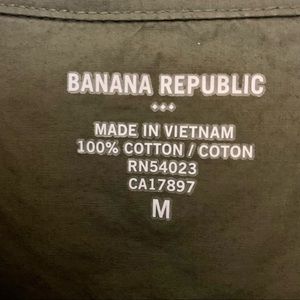 BANANA REPUBLIC
MADE IN VIETNAM
100% COTTON / COTON
RN54023
CA17897
M